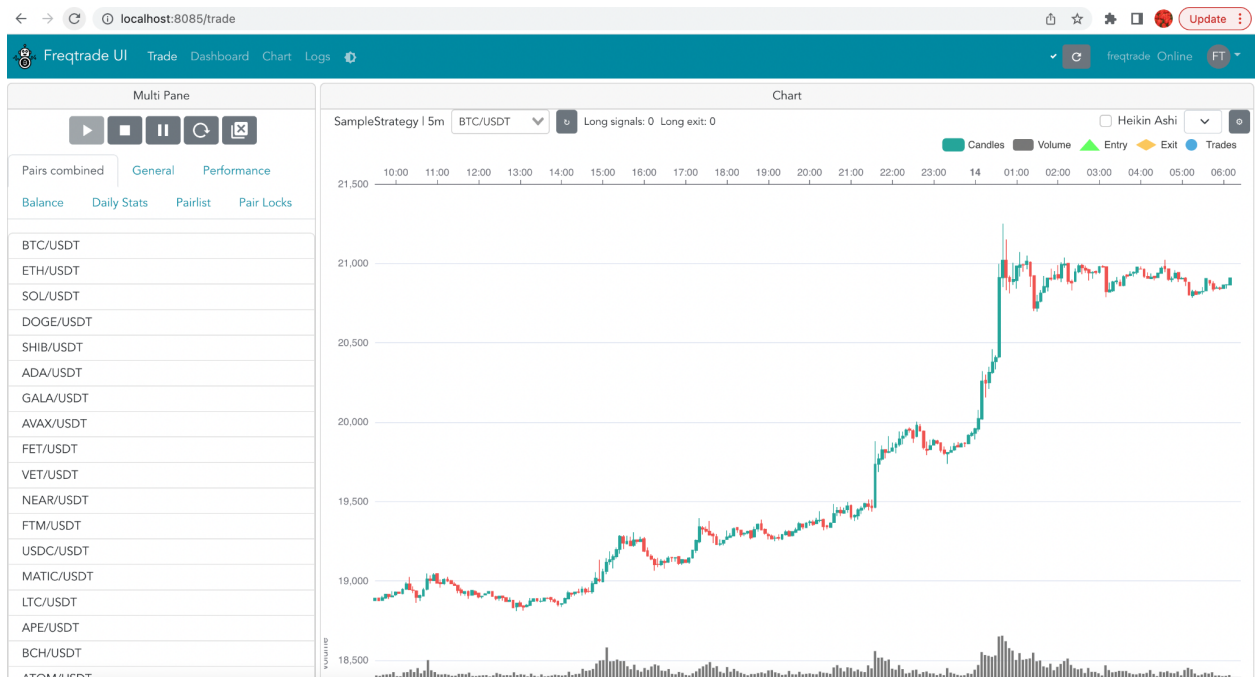 localhost:8085/trade
Update
Freqtrade UI Trade Dashboard Chart Logs freqtrade Online FT
Multi Pane
Pairs combined General Performance
Balance Daily Stats Pairlist Pair Locks
BTC/USDT
ETH/USDT
SOL/USDT
DOGE/USDT
SHIB/USDT
ADA/USDT
GALA/USDT
AVAX/USDT
FET/USDT
VET/USDT
NEAR/USDT
FTM/USDT
USDC/USDT
MATIC/USDT
LTC/USDT
APE/USDT
BCH/USDT
ATOM/USDT
Chart
SampleStrategy | 5m BTC/USDT Long signals: 0 Long exit: 0 Heikin Ashi
Candles Volume Entry Exit Trades
10:00 11:00 12:00 13:00 14:00 15:00 16:00 17:00 18:00 19:00 20:00 21:00 22:00 23:00 14 01:00 02:00 03:00 04:00 05:00 06:00
21,500
21,000
20,500
20,000
19,500
19,000
18,500
Volume